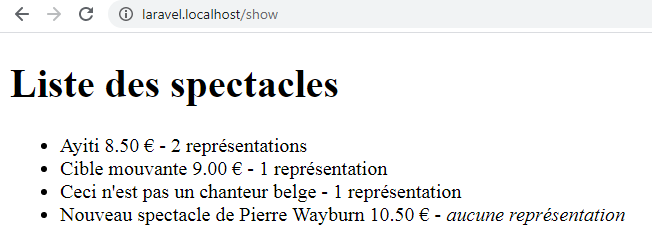 laravel.localhost/show
Liste des spectacles
Ayiti 8.50 € - 2 représentations
Cible mouvante 9.00 € - 1 représentation
Ceci n'est pas un chanteur belge - 1 représentation
Nouveau spectacle de Pierre Wayburn 10.50 € - aucune représentation